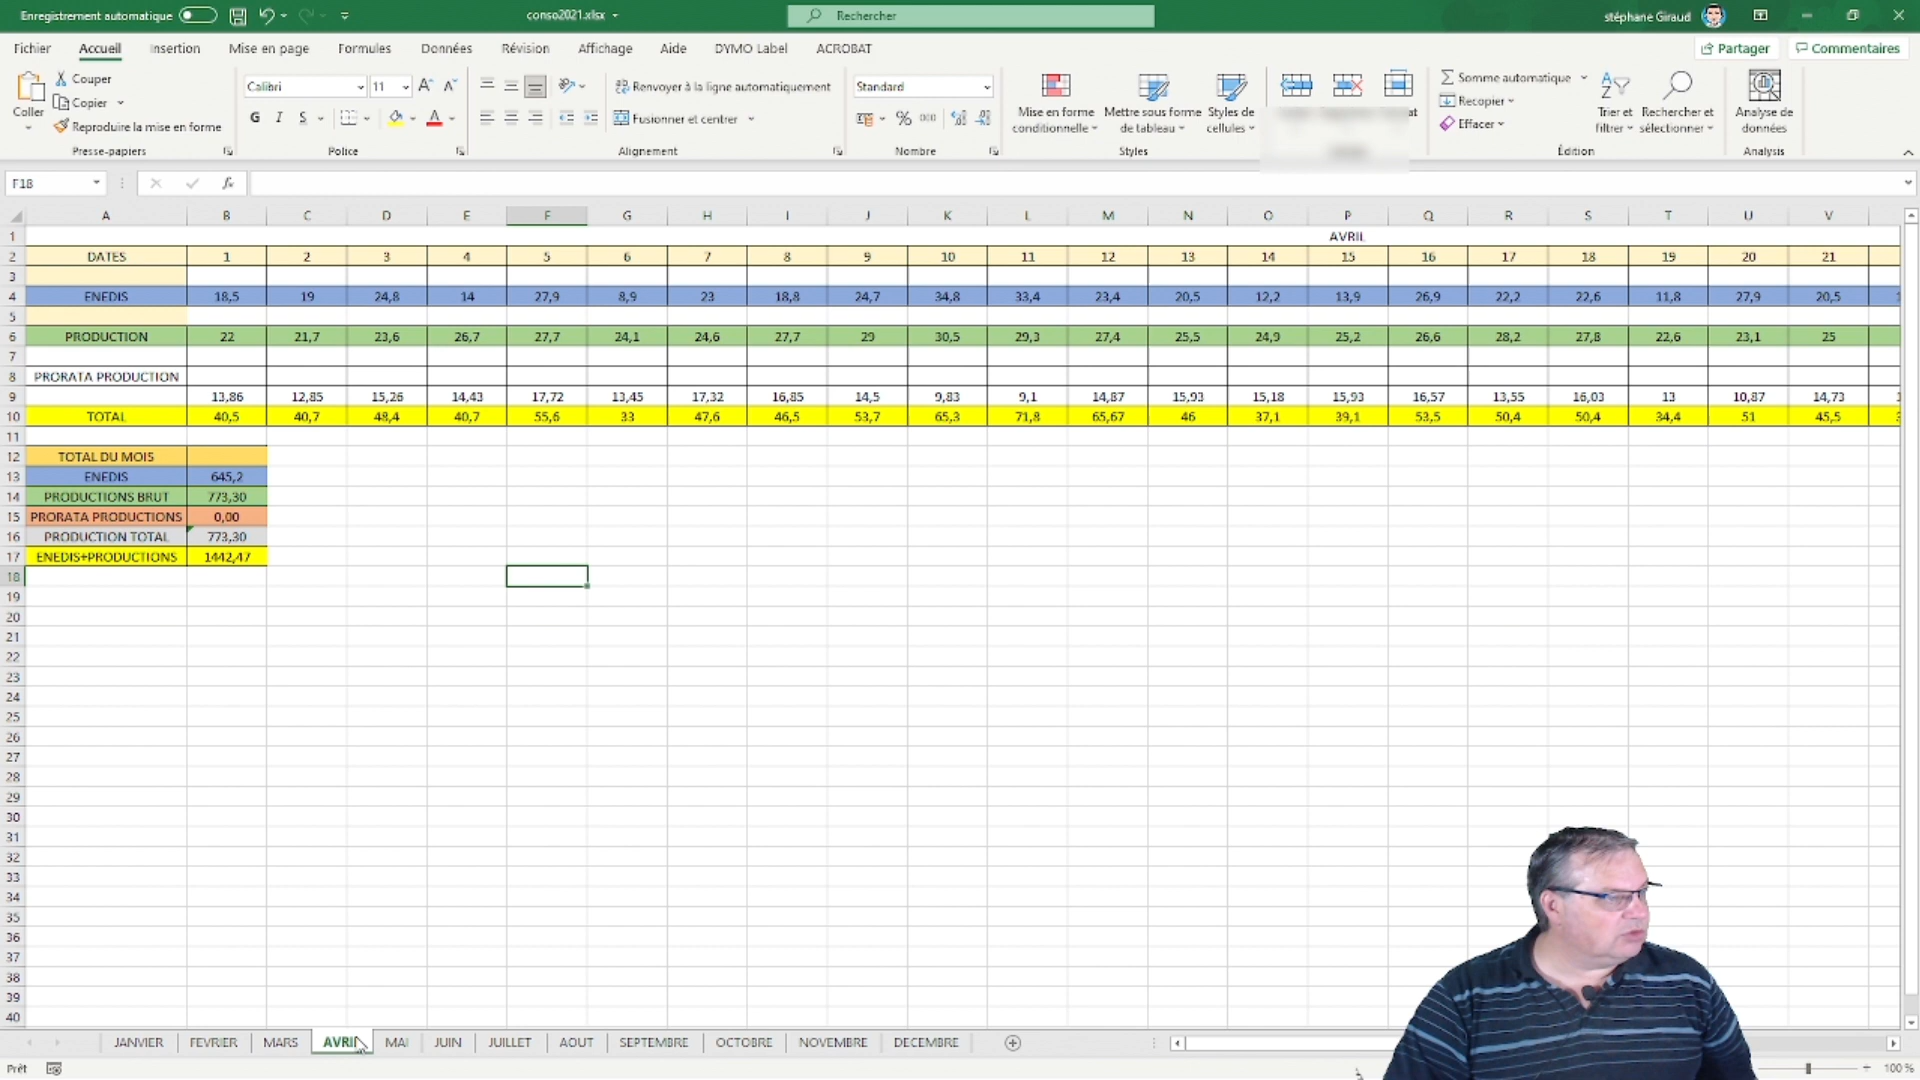 Enregistrement automatique conso2021.xlsx Rechercher stéphane Giraud
Fichier Accueil Insertion Mise en page Formules Données Révision Affichage Aide DYMO Label ACROBAT Partager Commentaires
Coller Couper Copier Reproduire la mise en forme Presse-papiers
Calibri 11 G I S Police
Renvoyer à la ligne automatiquement Fusionner et centrer Alignement
Standard % 000 Nombre
Mise en forme conditionnelle Mettre sous forme de tableau Styles de cellules Styles
Somme automatique Recopier Effacer Trier et filtrer Rechercher et sélectionner Édition
Analyse de données Analysis
F18 fx
A B C D E F G H I J K L M N O P Q R S T U V
1 AVRIL
2 DATES 1 2 3 4 5 6 7 8 9 10 11 12 13 14 15 16 17 18 19 20 21
3
4 ENEDIS 18,5 19 24,8 14 27,9 8,9 23 18,8 24,7 34,8 33,4 23,4 20,5 12,2 13,9 26,9 22,2 22,6 11,8 27,9 20,5
5
6 PRODUCTION 22 21,7 23,6 26,7 27,7 24,1 24,6 27,7 29 30,5 29,3 27,4 25,5 24,9 25,2 26,6 28,2 27,8 22,6 23,1 25
7
8 PRORATA PRODUCTION
9 13,86 12,85 15,26 14,43 17,72 13,45 17,32 16,85 14,5 9,83 9,1 14,87 15,93 15,18 15,93 16,57 13,55 16,03 13 10,87 14,73
10 TOTAL 40,5 40,7 48,4 40,7 55,6 33 47,6 46,5 53,7 65,3 71,8 65,67 46 37,1 39,1 53,5 50,4 50,4 34,4 51 45,5
11
12 TOTAL DU MOIS
13 ENEDIS 645,2
14 PRODUCTIONS BRUT 773,30
15 PRORATA PRODUCTIONS 0,00
16 PRODUCTION TOTAL 773,30
17 ENEDIS+PRODUCTIONS 1442,47
18
19
20
21
22
23
24
25
26
27
28
29
30
31
32
33
34
35
36
37
38
39
40
JANVIER FEVRIER MARS AVRIL MAI JUIN JUILLET AOUT SEPTEMBRE OCTOBRE NOVEMBRE DECEMBRE
Prêt 100 %